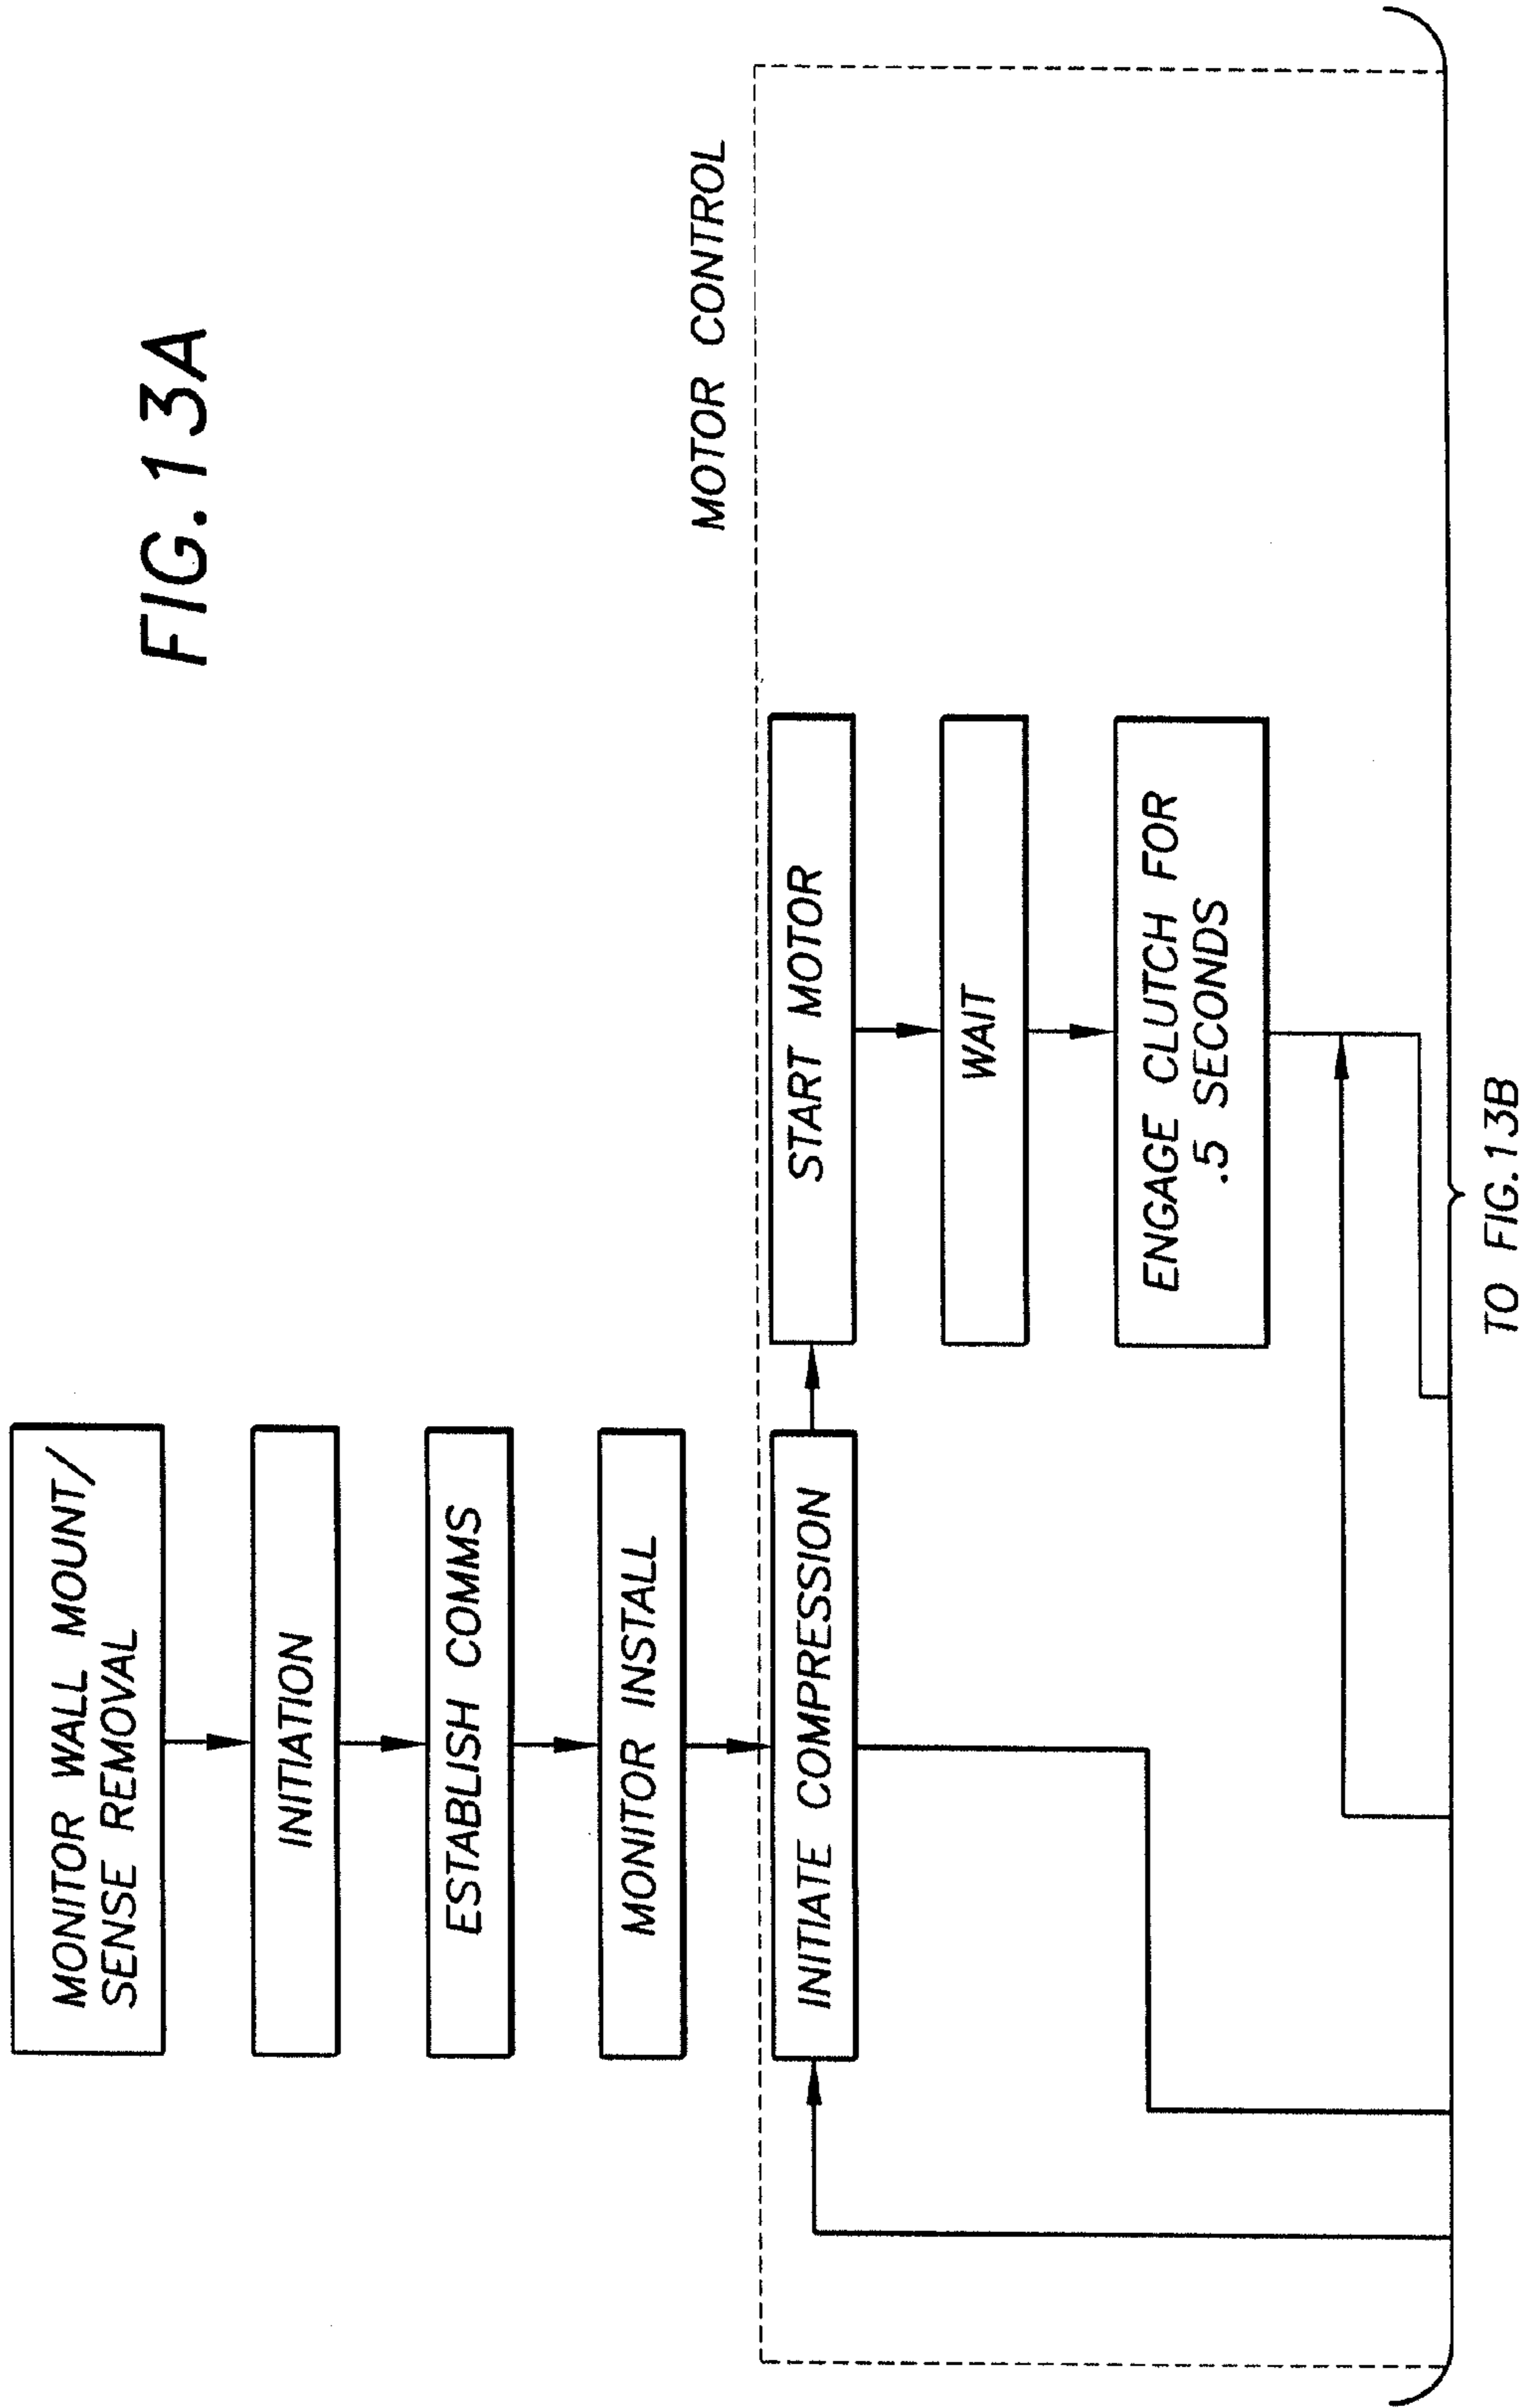 FIG. 13A
MONITOR WALL MOUNT/
SENSE REMOVAL
INITIATION
ESTABLISH COMMS
MONITOR INSTALL
MOTOR CONTROL
INITIATE COMPRESSION
START MOTOR
WAIT
ENGAGE CLUTCH FOR
.5 SECONDS
TO FIG. 13B